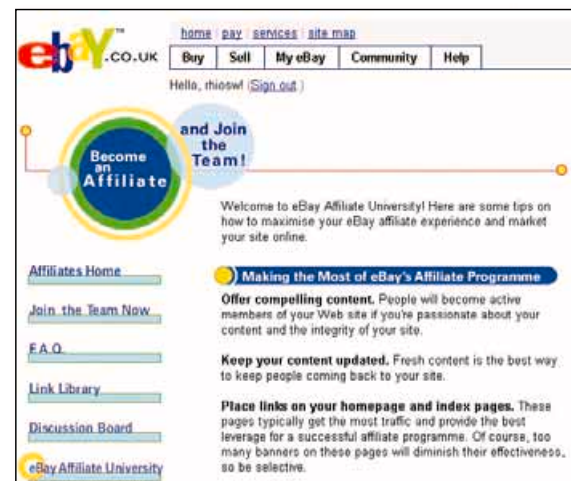 home | pay | services | site map
ebaY™.CO.UK
Buy Sell My eBay Community Help
Hello, rhiosw! (Sign out.)
Become
an
Affiliate
and Join
the
Team!
Welcome to eBay Affiliate University! Here are some tips on
how to maximise your eBay affiliate experience and market
your site online.
Affiliates Home
Join the Team Now
F.A.Q.
Link Library
Discussion Board
eBay Affiliate University
Making the Most of eBay's Affiliate Programme
Offer compelling content. People will become active
members of your Web site if you're passionate about your
content and the integrity of your site.
Keep your content updated. Fresh content is the best way
to keep people coming back to your site.
Place links on your homepage and index pages. These
pages typically get the most traffic and provide the best
leverage for a successful affiliate programme. Of course, too
many banners on these pages will diminish their effectiveness,
so be selective.